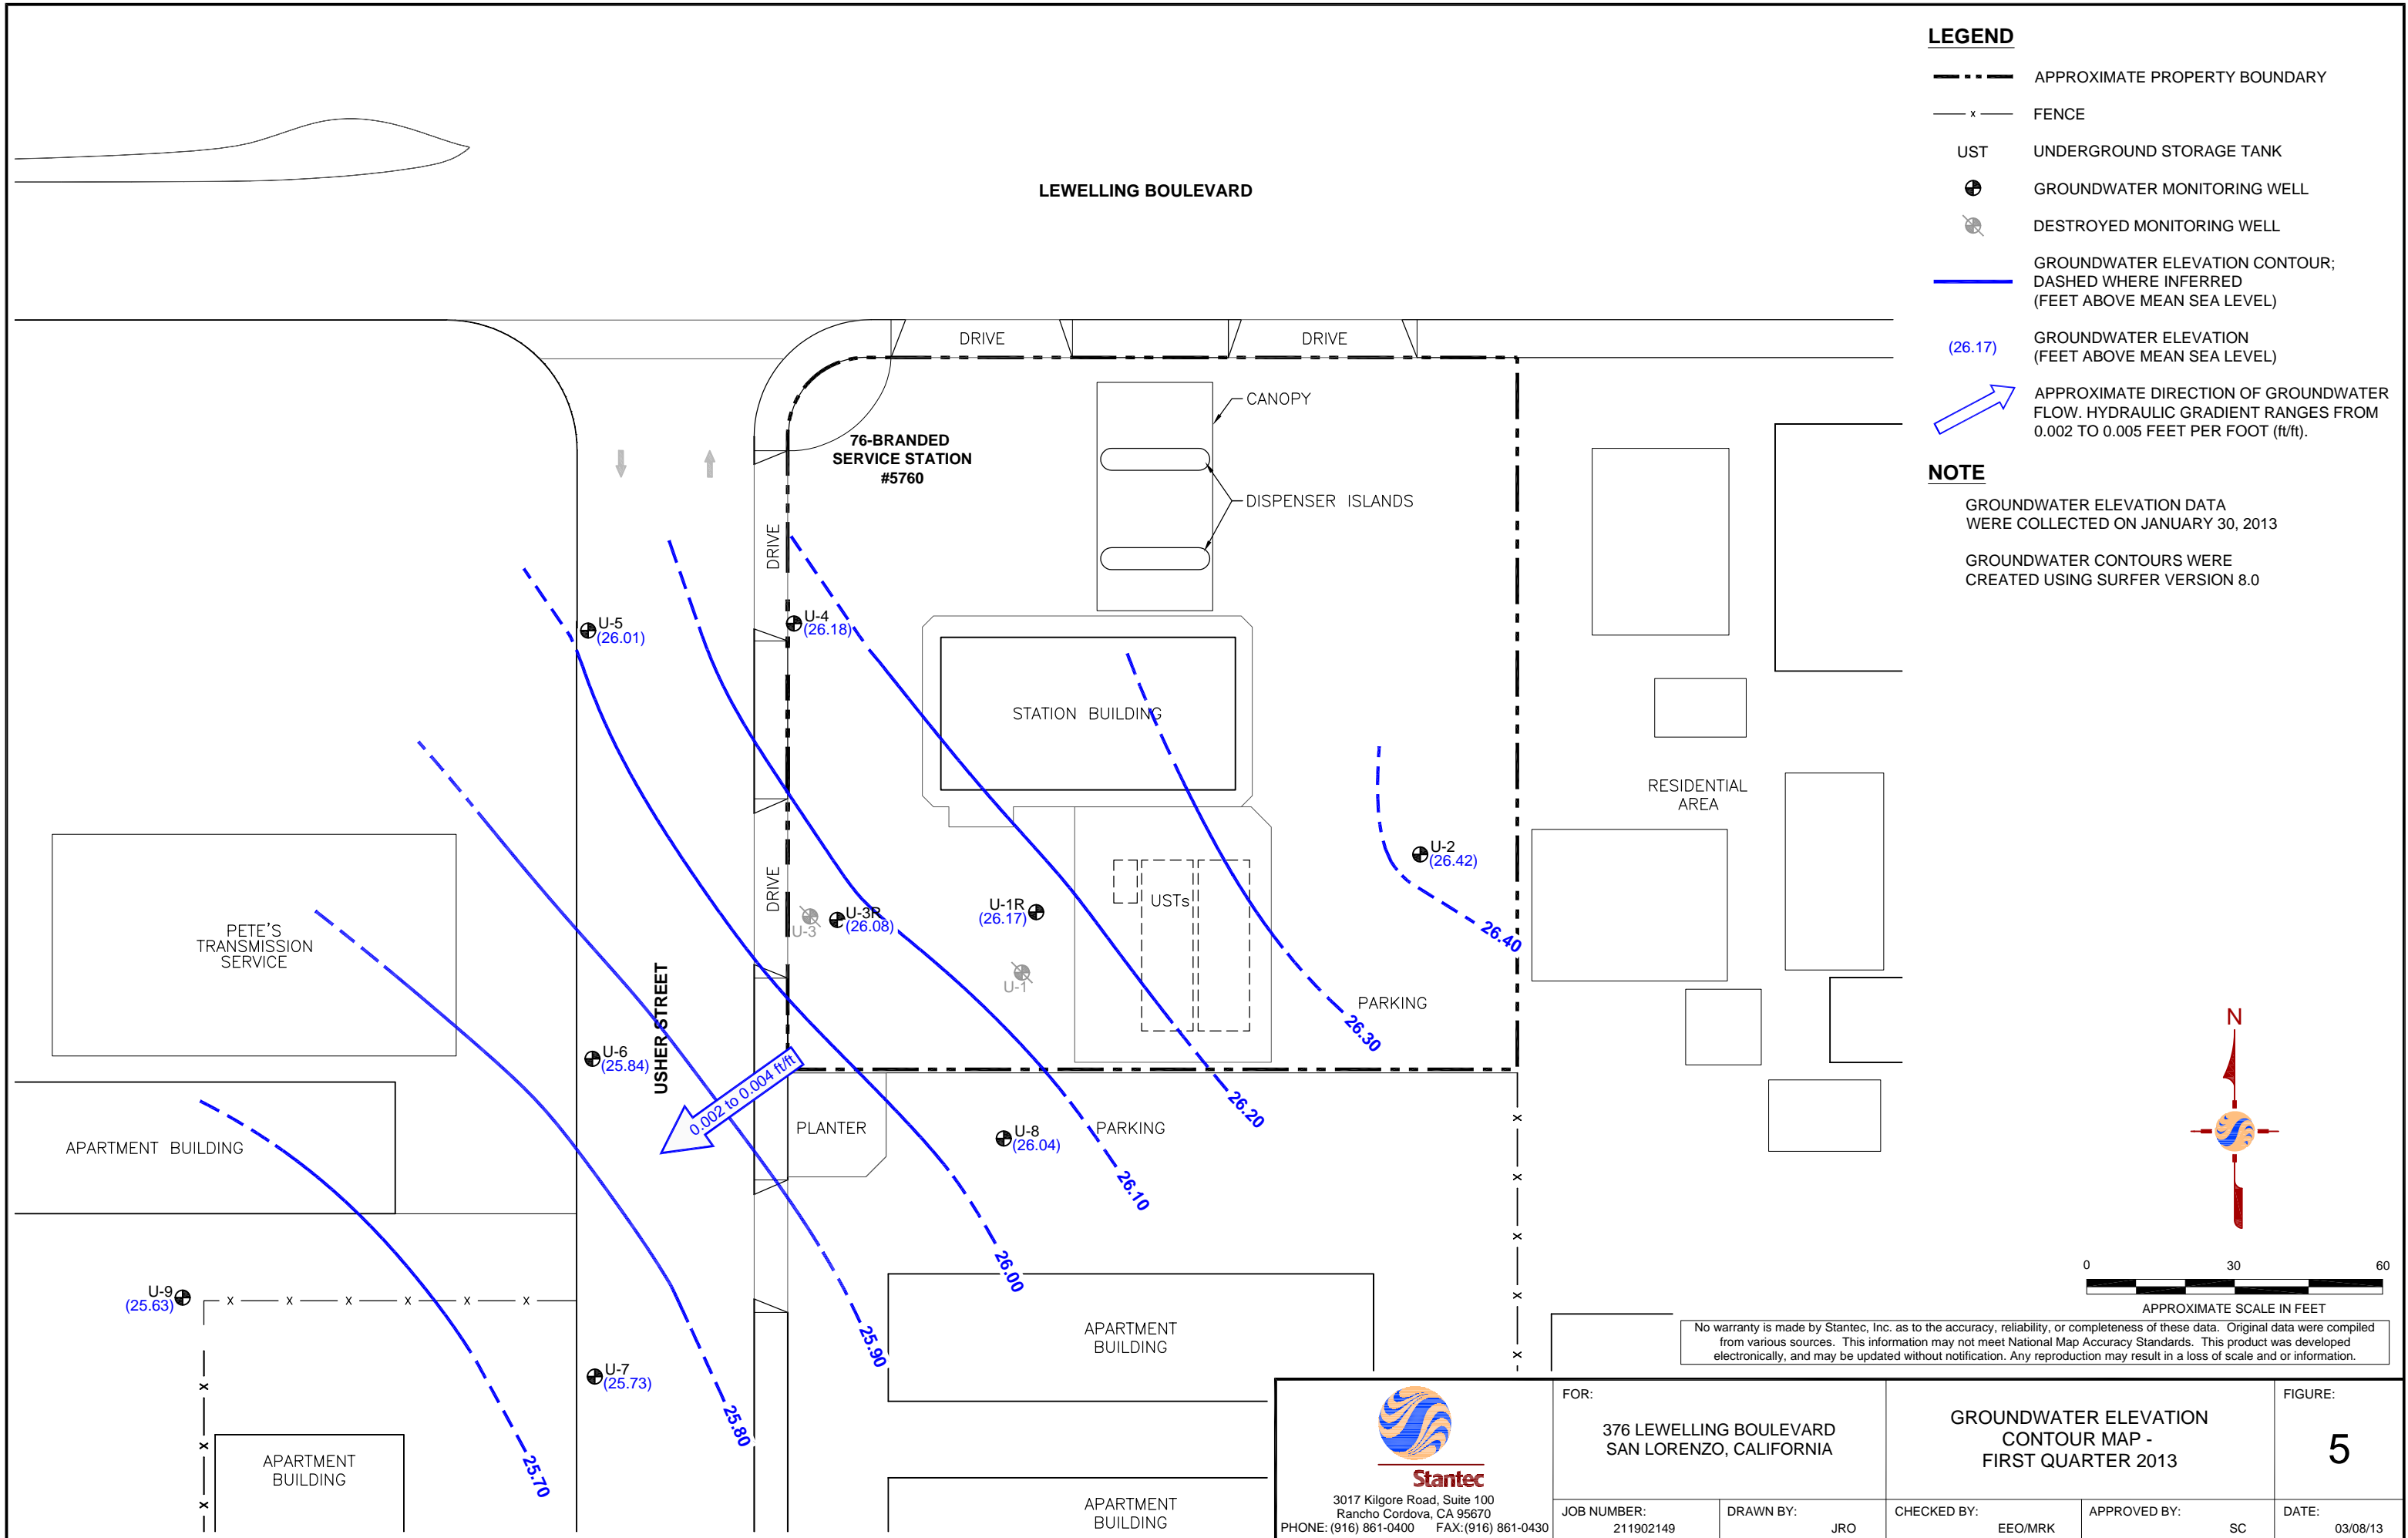 LEGEND
APPROXIMATE PROPERTY BOUNDARY
x
FENCE
UST
UNDERGROUND STORAGE TANK
GROUNDWATER MONITORING WELL
DESTROYED MONITORING WELL
GROUNDWATER ELEVATION CONTOUR;
DASHED WHERE INFERRED
(FEET ABOVE MEAN SEA LEVEL)
(26.17)
GROUNDWATER ELEVATION
(FEET ABOVE MEAN SEA LEVEL)
APPROXIMATE DIRECTION OF GROUNDWATER
FLOW. HYDRAULIC GRADIENT RANGES FROM
0.002 TO 0.005 FEET PER FOOT (ft/ft).
NOTE
GROUNDWATER ELEVATION DATA
WERE COLLECTED ON JANUARY 30, 2013
GROUNDWATER CONTOURS WERE
CREATED USING SURFER VERSION 8.0
LEWELLING BOULEVARD
DRIVE
DRIVE
CANOPY
76-BRANDED
SERVICE STATION
#5760
DISPENSER ISLANDS
DRIVE
U-5
(26.01)
U-4
(26.18)
STATION BUILDING
RESIDENTIAL
AREA
U-2
(26.42)
DRIVE
USTs
U-1R
(26.17)
U-3R
(26.08)
U-3
26.40
PETE'S
TRANSMISSION
SERVICE
U-1
PARKING
26.30
USHER STREET
U-6
(25.84)
0.002 to 0.004 ft/ft
26.20
PLANTER
U-8
(26.04)
PARKING
APARTMENT BUILDING
26.10
26.00
U-9
(25.63)
x x x x x x
25.90
APARTMENT
BUILDING
U-7
(25.73)
25.80
25.70
APARTMENT
BUILDING
x
x
x
x
x
x
x
x
APARTMENT
BUILDING
N
0 30 60
APPROXIMATE SCALE IN FEET
No warranty is made by Stantec, Inc. as to the accuracy, reliability, or completeness of these data. Original data were compiled
from various sources. This information may not meet National Map Accuracy Standards. This product was developed
electronically, and may be updated without notification. Any reproduction may result in a loss of scale and or information.
Stantec
3017 Kilgore Road, Suite 100
Rancho Cordova, CA 95670
PHONE: (916) 861-0400 FAX:(916) 861-0430
FOR:
376 LEWELLING BOULEVARD
SAN LORENZO, CALIFORNIA
GROUNDWATER ELEVATION
CONTOUR MAP -
FIRST QUARTER 2013
FIGURE:
5
JOB NUMBER:
211902149
DRAWN BY:
JRO
CHECKED BY:
EEO/MRK
APPROVED BY:
SC
DATE:
03/08/13